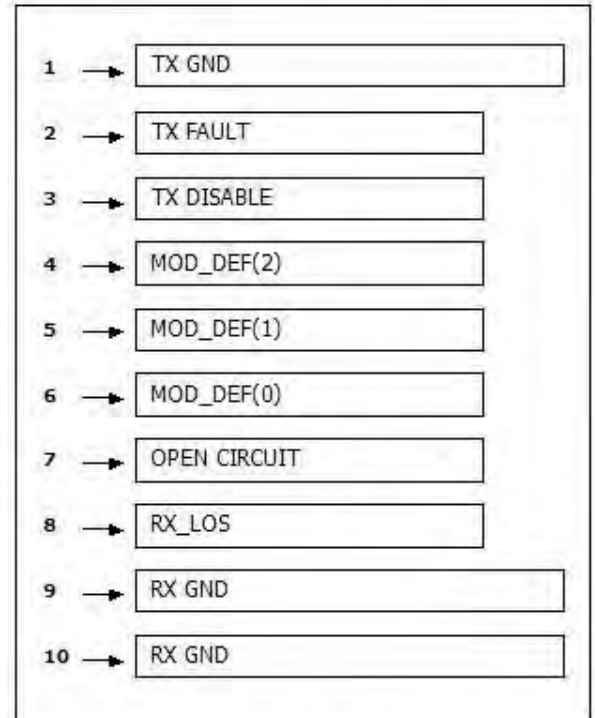 1 TX GND
2 TX FAULT
3 TX DISABLE
4 MOD_DEF(2)
5 MOD_DEF(1)
6 MOD_DEF(0)
7 OPEN CIRCUIT
8 RX_LOS
9 RX GND
10 RX GND